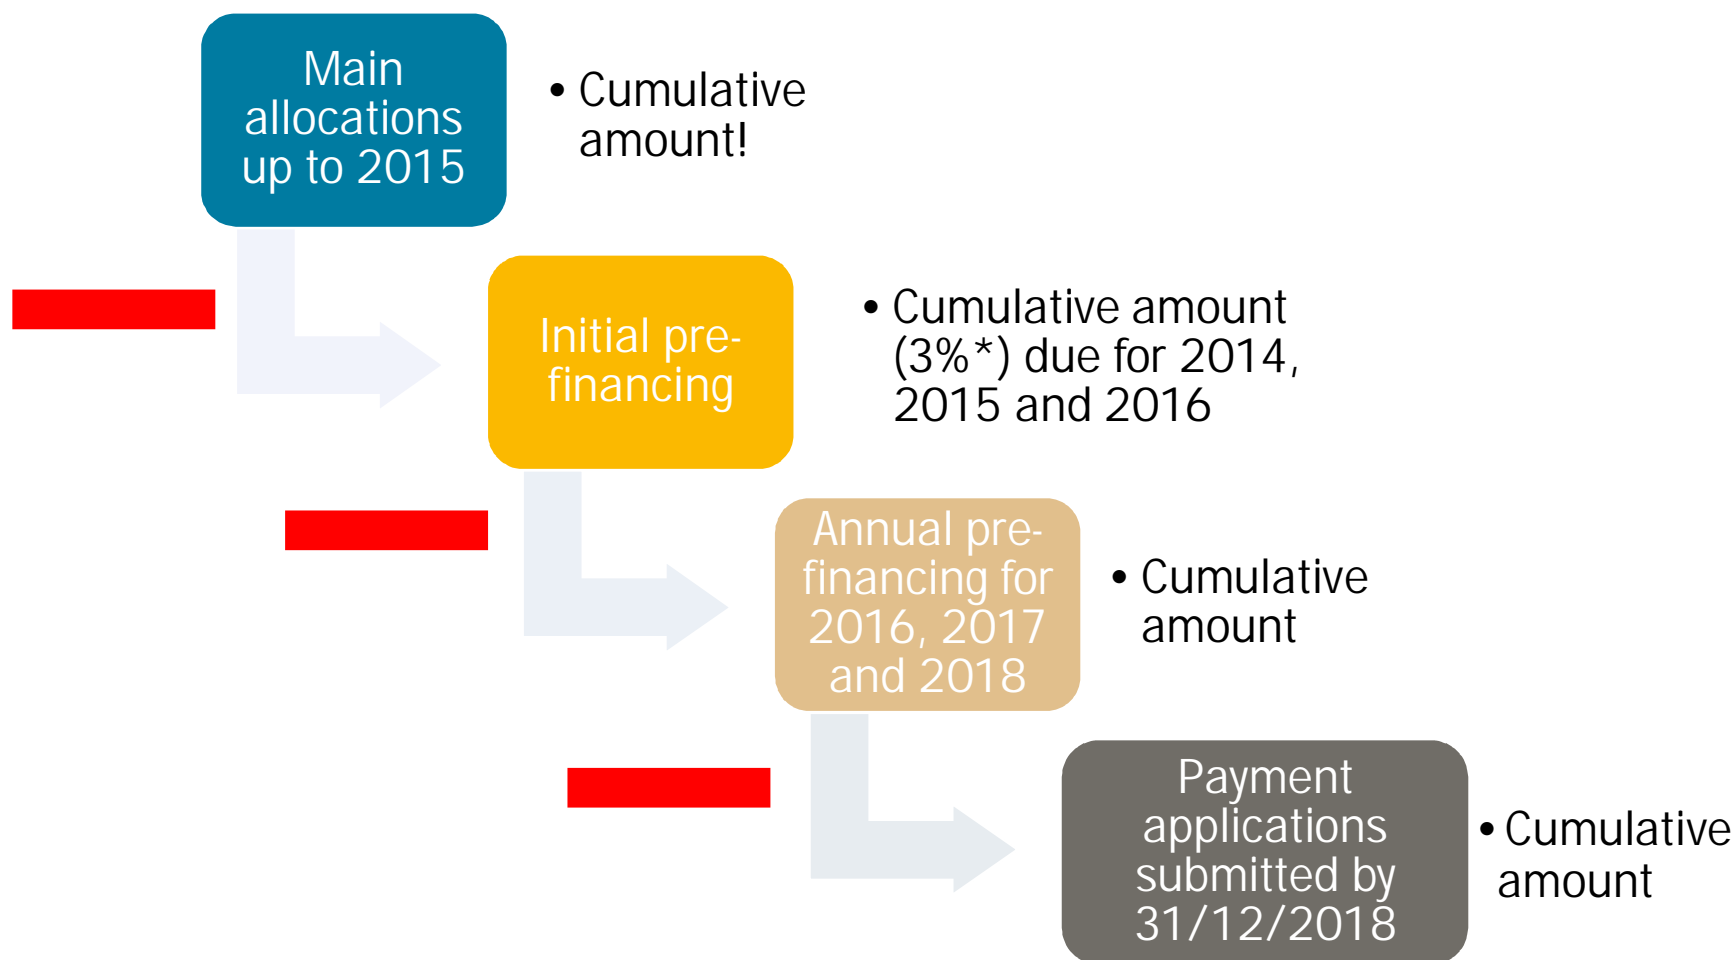 Main
allocations
up to 2015
• Cumulative
amount!
Initial pre-
financing
• Cumulative amount
(3%*) due for 2014,
2015 and 2016
Annual pre-
financing for
2016, 2017
and 2018
• Cumulative
amount
Payment
applications
submitted by
31/12/2018
• Cumulative
amount